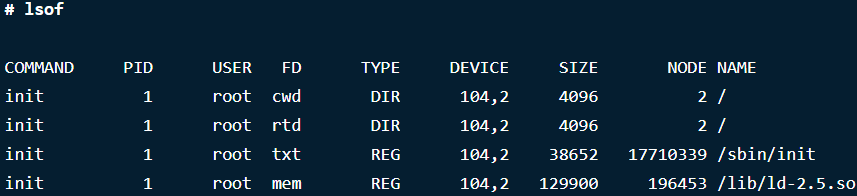 # lsof
COMMAND PID USER FD TYPE DEVICE SIZE NODE NAME
init 1 root cwd DIR 104,2 4096 2 /
init 1 root rtd DIR 104,2 4096 2 /
init 1 root txt REG 104,2 38652 17710339 /sbin/init
init 1 root mem REG 104,2 129900 196453 /lib/ld-2.5.so